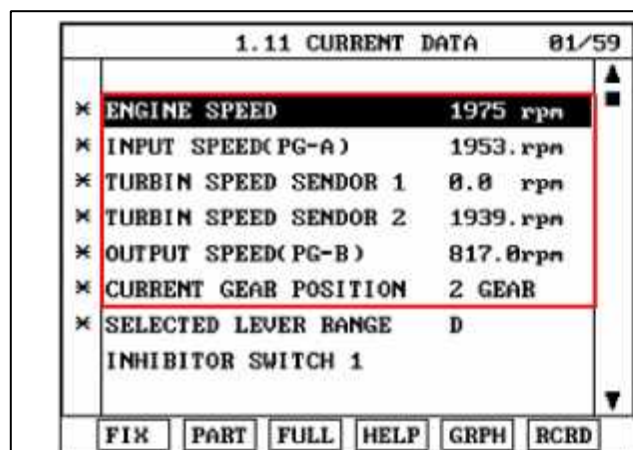 1.11 CURRENT DATA 01/59
* ENGINE SPEED 1975 rpm
* INPUT SPEED(PG-A) 1953.rpm
* TURBIN SPEED SENDOR 1 0.0 rpm
* TURBIN SPEED SENDOR 2 1939.rpm
* OUTPUT SPEED(PG-B) 817.0rpm
* CURRENT GEAR POSITION 2 GEAR
* SELECTED LEVER RANGE D
INHIBITOR SWITCH 1
FIX PART FULL HELP GRPH RCRD